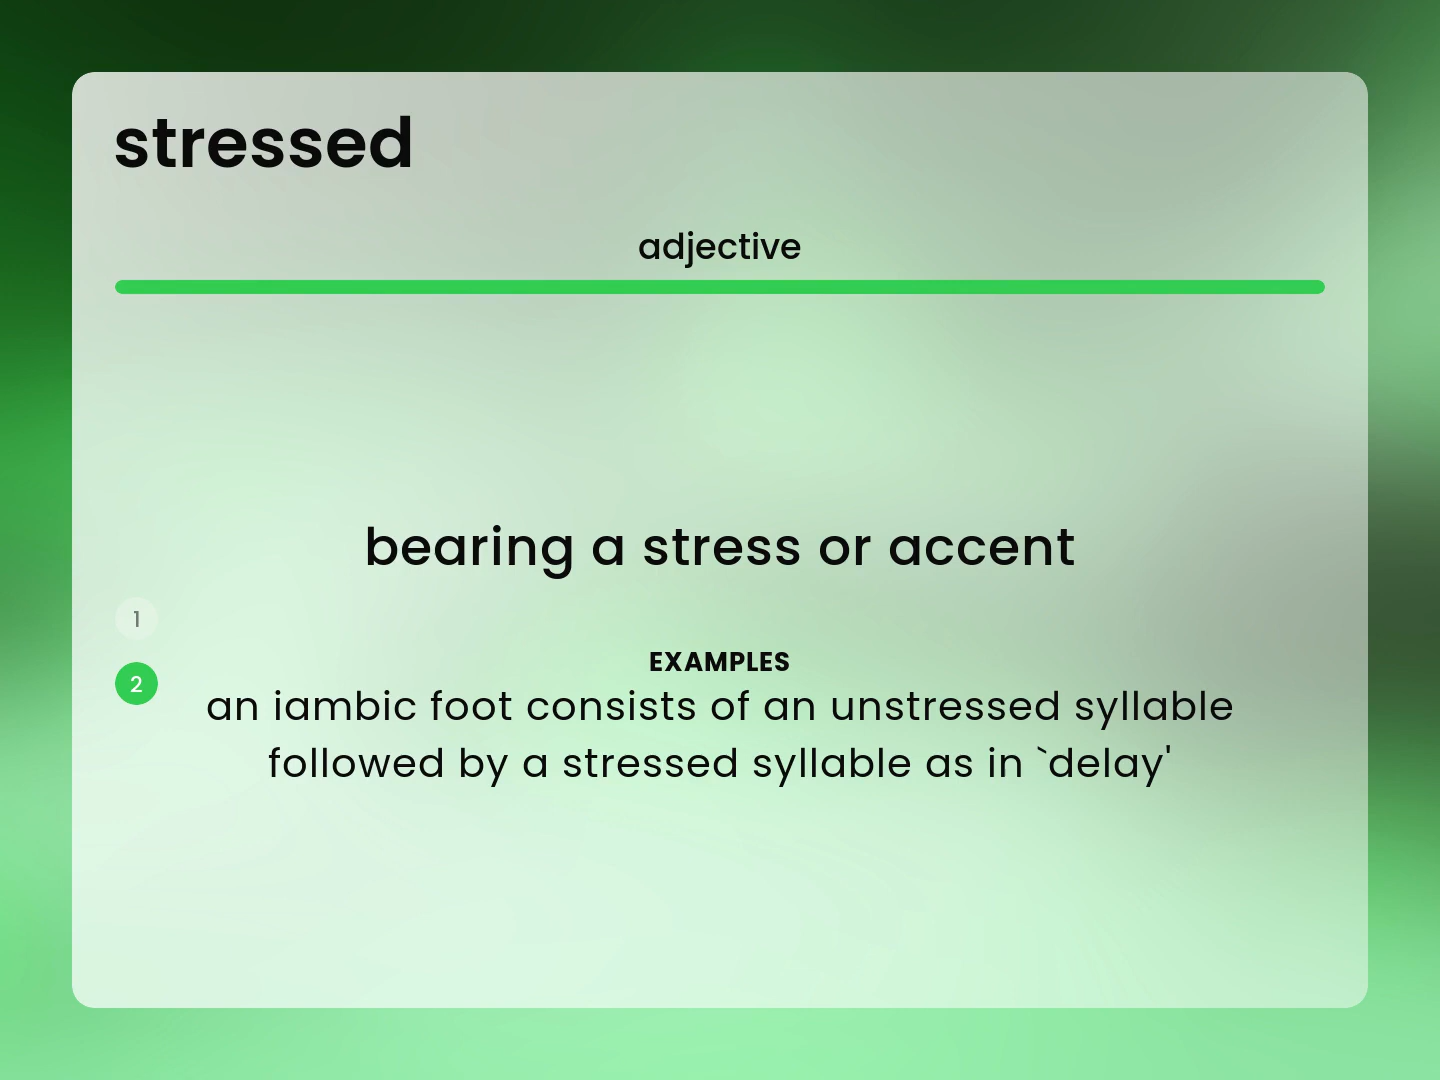 stressed
adjective
bearing a stress or accent
1
EXAMPLES
2
an iambic foot consists of an unstressed syllable
followed by a stressed syllable as in `delay'